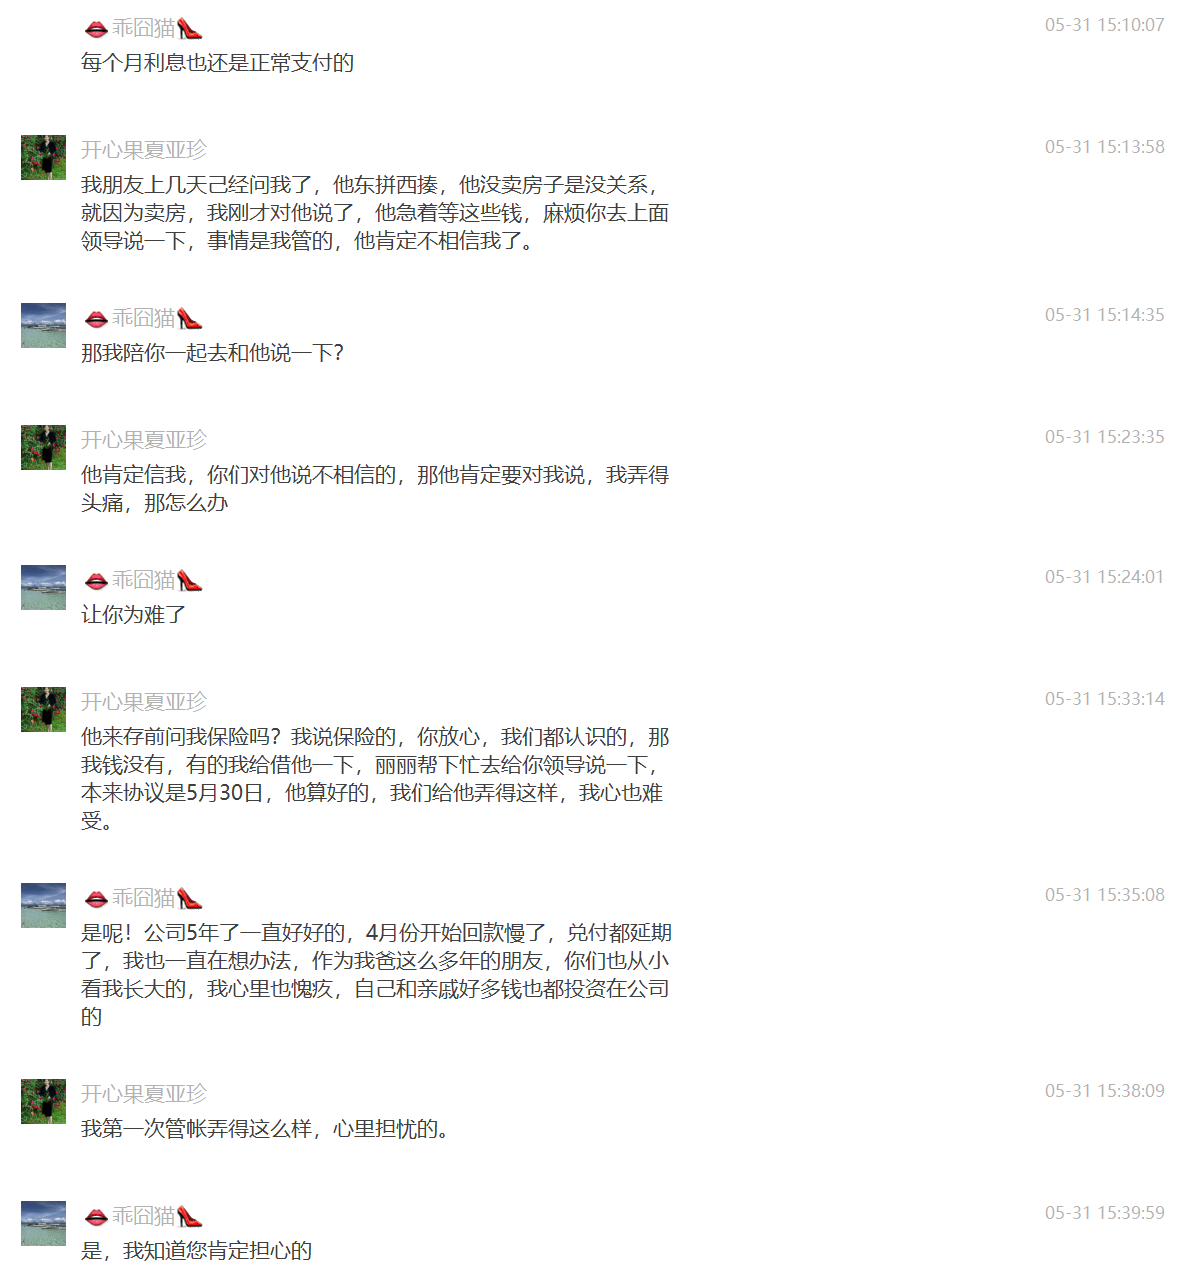 👄乖囧猫👠 05-31 15:10:07
每个月利息也还是正常支付的
开心果夏亚珍 05-31 15:13:58
我朋友上几天己经问我了，他东拼西揍，他没卖房子是没关系，
就因为卖房，我刚才对他说了，他急着等这些钱，麻烦你去上面
领导说一下，事情是我管的，他肯定不相信我了。
👄乖囧猫👠 05-31 15:14:35
那我陪你一起去和他说一下？
开心果夏亚珍 05-31 15:23:35
他肯定信我，你们对他说不相信的，那他肯定要对我说，我弄得
头痛，那怎么办
👄乖囧猫👠 05-31 15:24:01
让你为难了
开心果夏亚珍 05-31 15:33:14
他来存前问我保险吗？我说保险的，你放心，我们都认识的，那
我钱没有，有的我给借他一下，丽丽帮下忙去给你领导说一下，
本来协议是5月30日，他算好的，我们给他弄得这样，我心也难
受。
👄乖囧猫👠 05-31 15:35:08
是呢！公司5年了一直好好的，4月份开始回款慢了，兑付都延期
了，我也一直在想办法，作为我爸这么多年的朋友，你们也从小
看我长大的，我心里也愧疚，自己和亲戚好多钱也都投资在公司
的
开心果夏亚珍 05-31 15:38:09
我第一次管帐弄得这么样，心里担忧的。
👄乖囧猫👠 05-31 15:39:59
是，我知道您肯定担心的